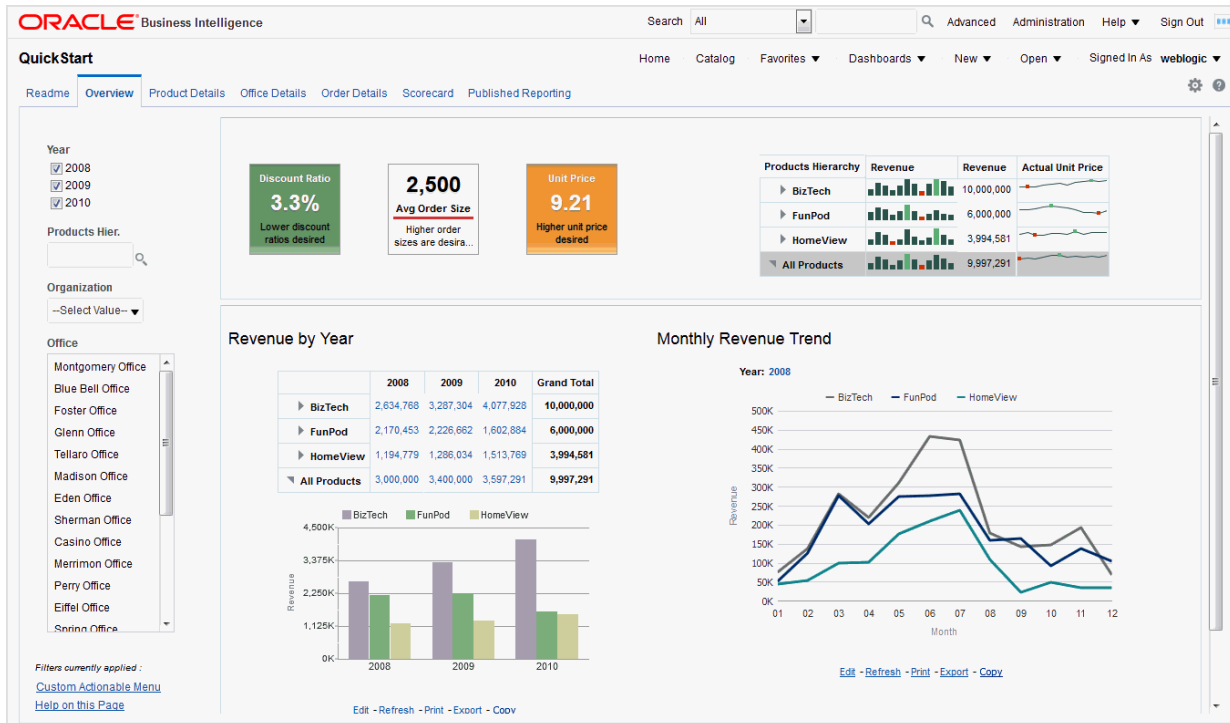 ORACLE Business Intelligence
Search All Advanced Administration Help Sign Out
QuickStart
Home Catalog Favorites Dashboards New Open Signed In As weblogic
Readme Overview Product Details Office Details Order Details Scorecard Published Reporting
Year
2008
2009
2010
Products Hier.
Organization
--Select Value--
Office
Montgomery Office
Blue Bell Office
Foster Office
Glenn Office
Tellaro Office
Madison Office
Eden Office
Sherman Office
Casino Office
Merrimon Office
Perry Office
Eiffel Office
Spring Office
Filters currently applied :
Custom Actionable Menu
Help on this Page
Discount Ratio
3.3%
Lower discount
ratios desired
2,500
Avg Order Size
Higher order
sizes are desira...
Unit Price
9.21
Higher unit price
desired
Products Hierarchy Revenue Revenue Actual Unit Price
BizTech 10,000,000
FunPod 6,000,000
HomeView 3,994,581
All Products 9,997,291
Revenue by Year
2008 2009 2010 Grand Total
BizTech 2,634,768 3,287,304 4,077,928 10,000,000
FunPod 2,170,453 2,226,662 1,602,884 6,000,000
HomeView 1,194,779 1,286,034 1,513,769 3,994,581
All Products 3,000,000 3,400,000 3,597,291 9,997,291
BizTech FunPod HomeView
4,500K
3,375K
2,250K
1,125K
0K
Revenue
2008 2009 2010
Edit - Refresh - Print - Export - Copy
Monthly Revenue Trend
Year: 2008
BizTech FunPod HomeView
500K
450K
400K
350K
300K
250K
200K
150K
100K
50K
0K
Revenue
01 02 03 04 05 06 07 08 09 10 11 12
Month
Edit - Refresh - Print - Export - Copy